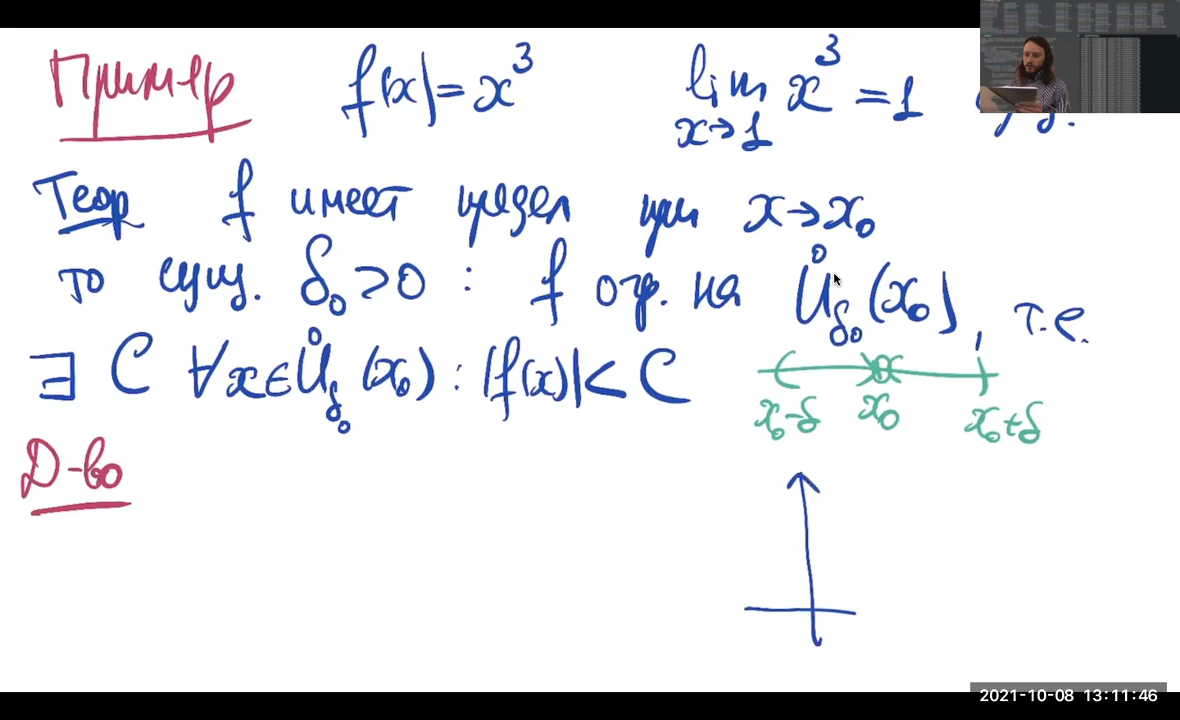 Пример f(x)=x³ lim x³ = 1
x→1
Теор f имеет предел при x→x₀
то сущ. δ₀>0 : f огр. на Ů_δ₀(x₀), т.е.
∃ C ∀x∈Ů_δ₀(x₀) : |f(x)|<C
x₀-δ x₀ x₀+δ
Д-во
2021-10-08 13:11:46